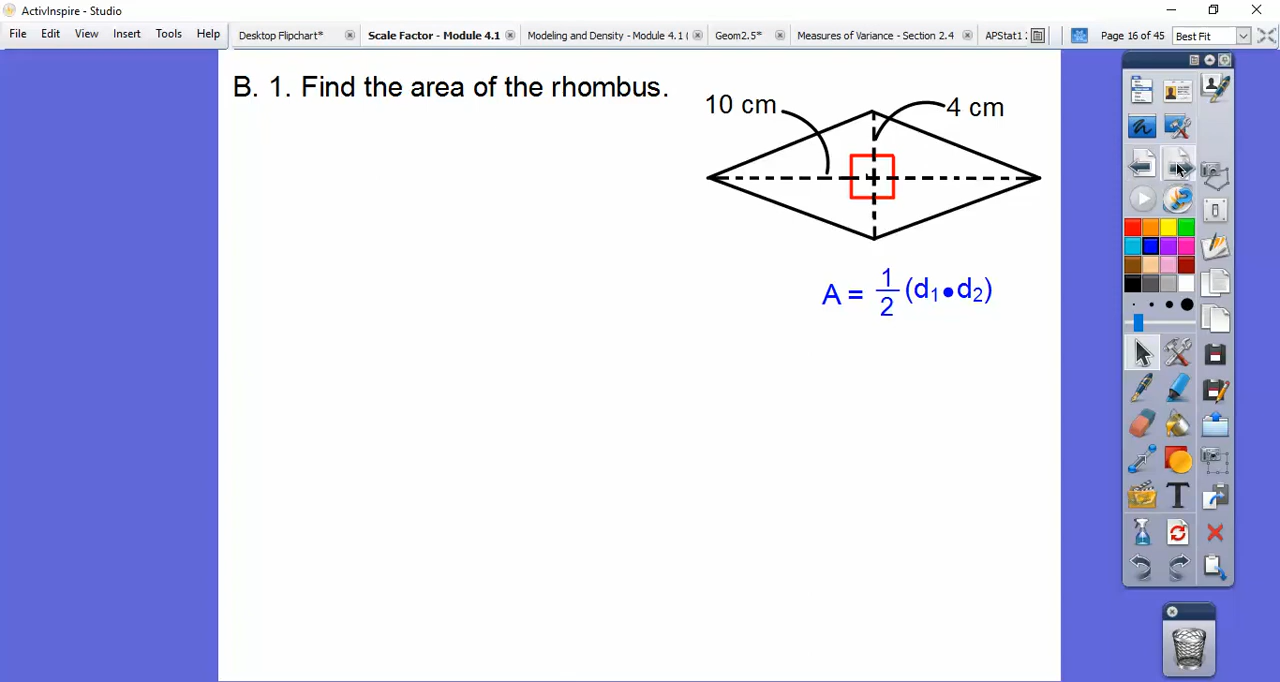 ActivInspire - Studio
File Edit View Insert Tools Help
Desktop Flipchart* Scale Factor - Module 4.1 Modeling and Density - Module 4.1 ( Geom2.5* Measures of Variance - Section 2.4 APStat1: Page 16 of 45 Best Fit
B. 1. Find the area of the rhombus.
10 cm
4 cm
A = 1/2 (d₁•d₂)
T